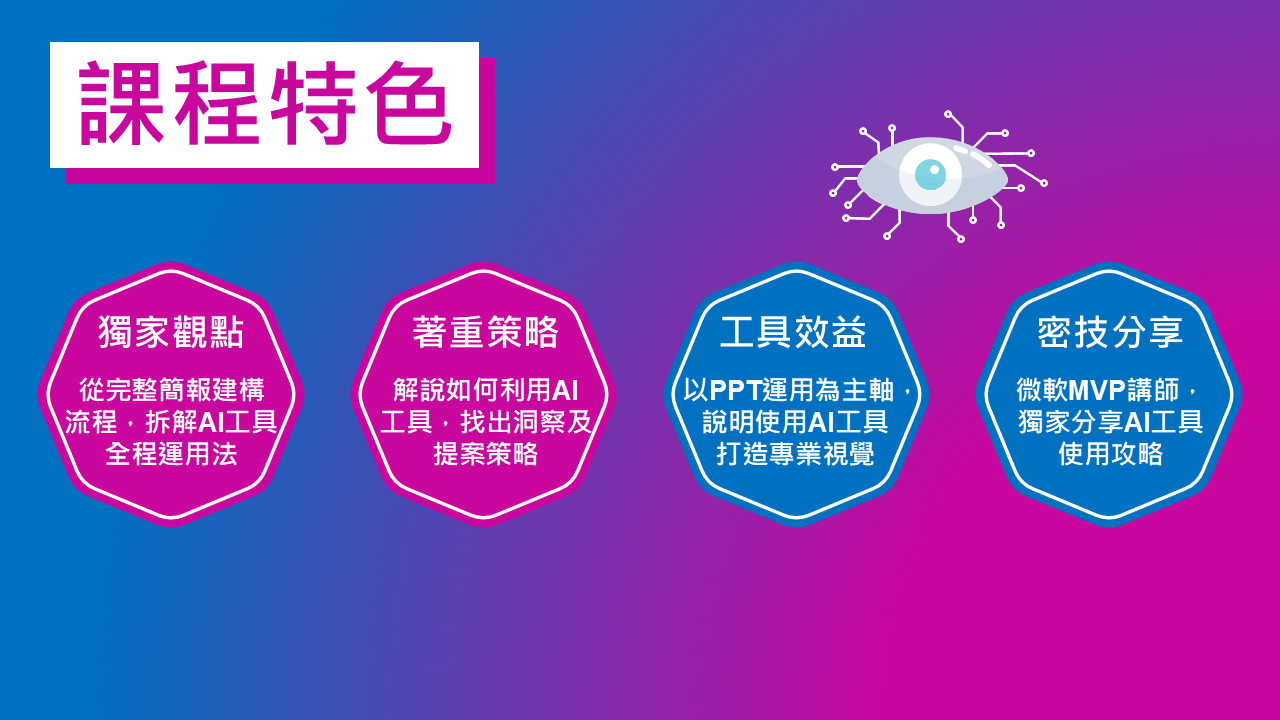 課程特色
獨家觀點
從完整簡報建構
流程，拆解AI工具
全程運用法
著重策略
解說如何利用AI
工具，找出洞察及
提案策略
工具效益
以PPT運用為主軸，
說明使用AI工具
打造專業視覺
密技分享
微軟MVP講師，
獨家分享AI工具
使用攻略